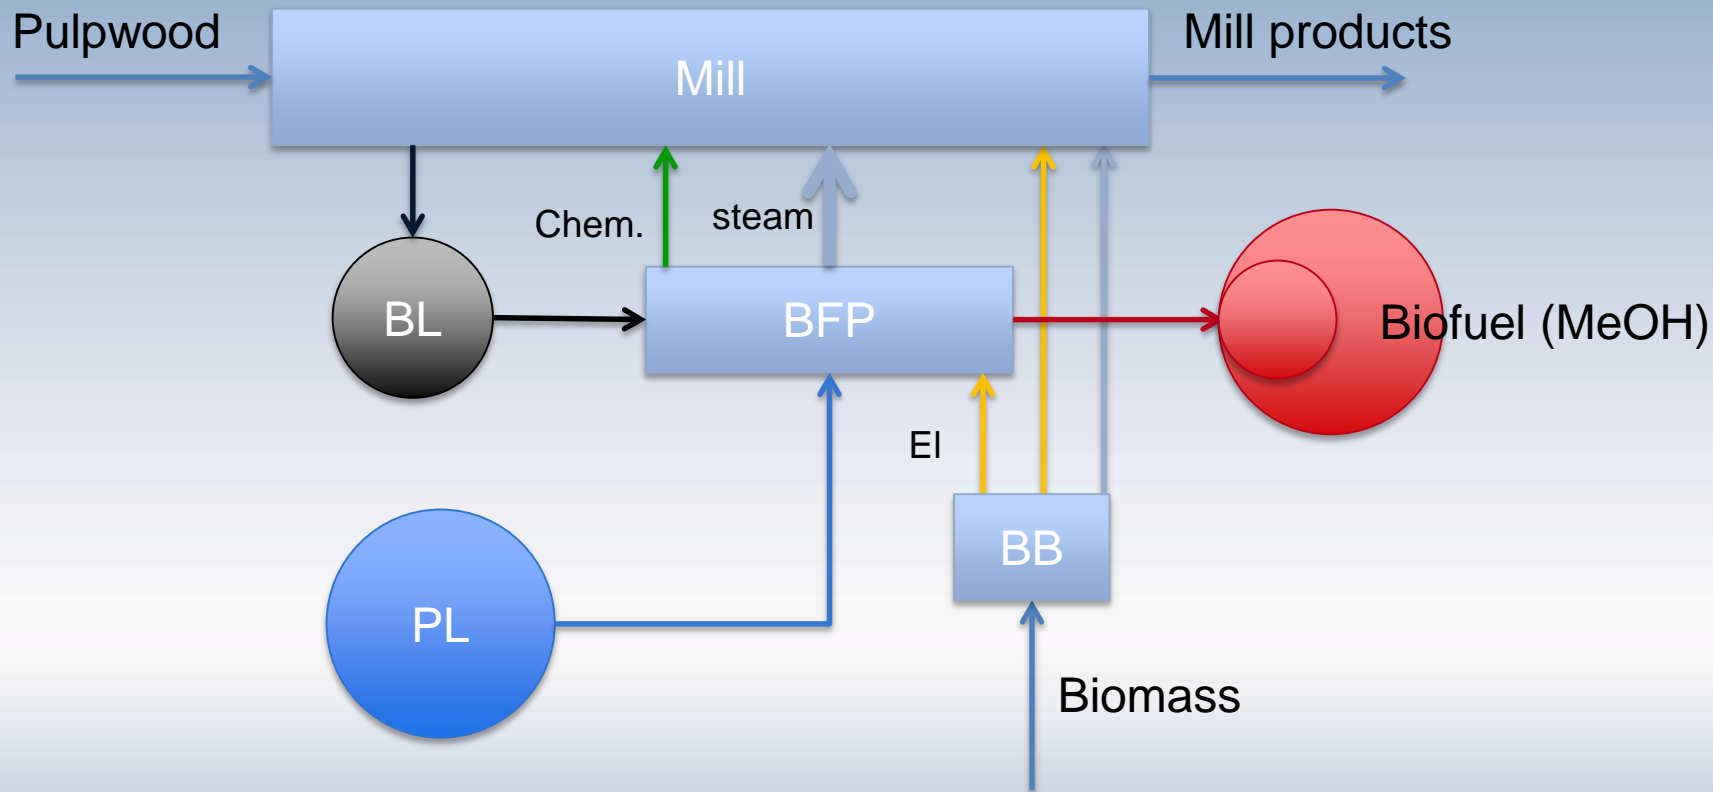 Pulpwood
Mill
Mill products
Chem.
steam
BL
BFP
Biofuel (MeOH)
El
BB
PL
Biomass